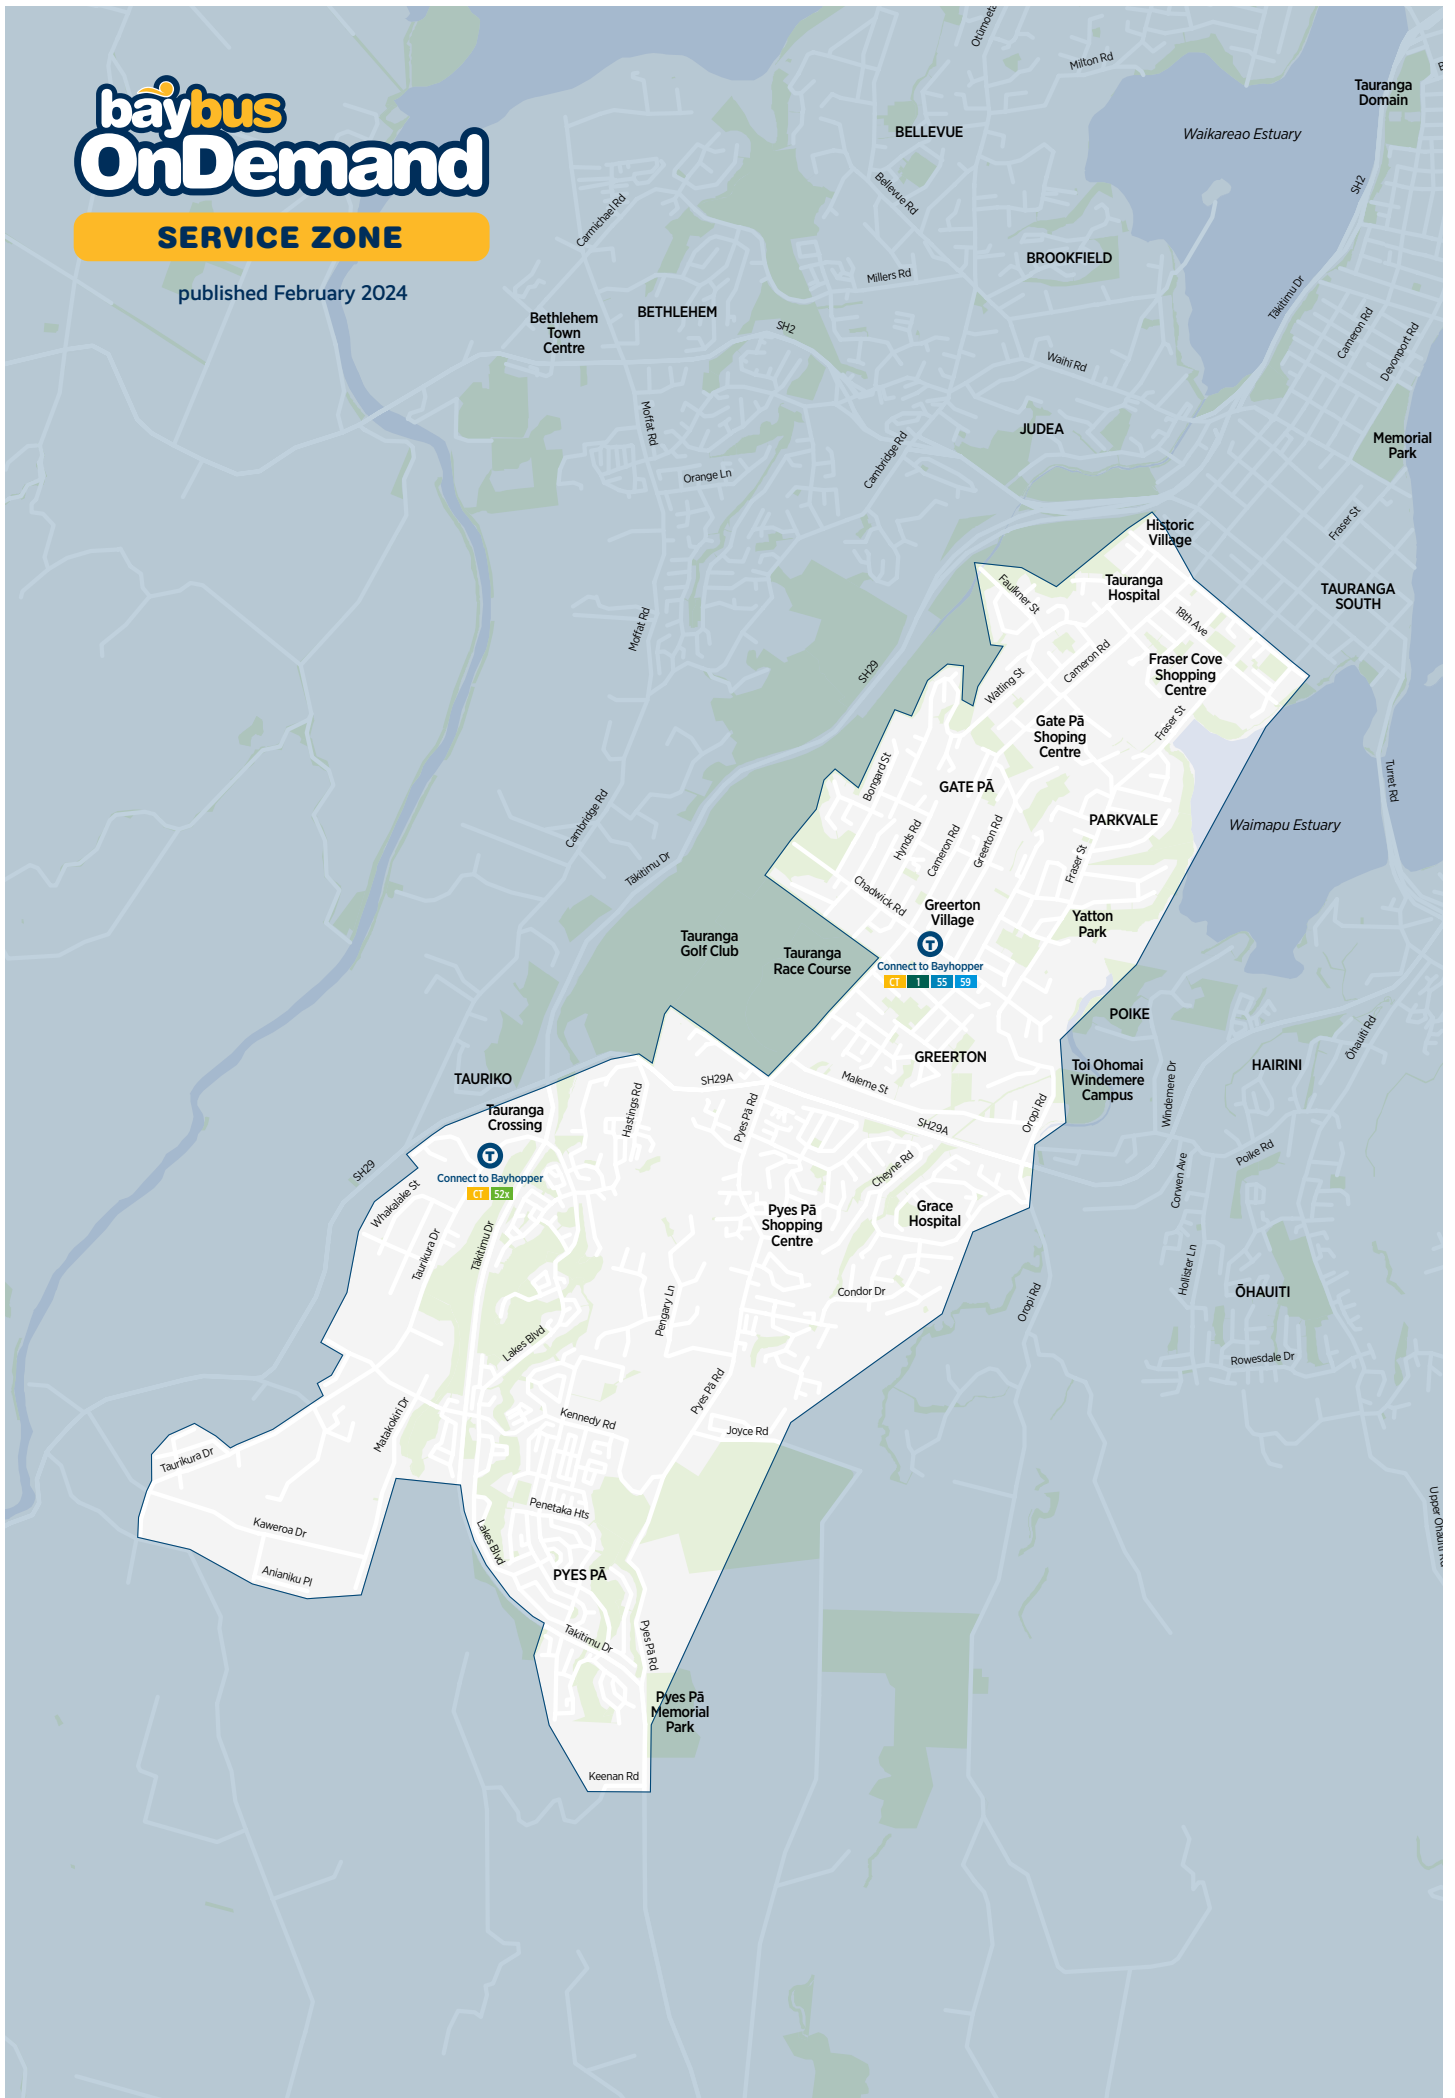 baybus
OnDemand
SERVICE ZONE
published February 2024
Milton Rd
Tauranga
Domain
Waikareao Estuary
BELLEVUE
Bellevue Rd
SH2
Carmichael Rd
BROOKFIELD
Millers Rd
Tākitimu Dr
Bethlehem
Town
Centre
BETHLEHEM
SH2
Cameron Rd
Devonport Rd
Waihī Rd
Moffat Rd
JUDEA
Memorial
Park
Cambridge Rd
Orange Ln
Fraser St
Historic
Village
Faulkner St
Tauranga
Hospital
TAURANGA
SOUTH
18th Ave
Moffat Rd
SH29
Cameron Rd
Fraser Cove
Shopping
Centre
Watling St
Gate Pā
Shoping
Centre
Fraser St
Bongard St
Turret Rd
GATE PĀ
Cambridge Rd
PARKVALE
Waimapu Estuary
Hynds Rd
Cameron Rd
Greerton Rd
Tākitimu Dr
Fraser St
Chadwick Rd
Greerton
Village
Yatton
Park
Tauranga
Golf Club
Tauranga
Race Course
T
Connect to Bayhopper
CT 1 55 59
POIKE
Ōhauiti Rd
GREERTON
Toi Ohomai
Windemere
Campus
HAIRINI
TAURIKO
SH29A
Maleme St
Windemere Dr
Tauranga
Crossing
Hastings Rd
Pyes Pā Rd
Oropi Rd
SH29A
T
Connect to Bayhopper
CT 52x
SH29
Cheyne Rd
Poike Rd
Corwen Ave
Whakalake St
Pyes Pā
Shopping
Centre
Grace
Hospital
Taurikura Dr
Tākitimu Dr
Hollister Ln
Condor Dr
Oropi Rd
ŌHAUITI
Pengary Ln
Lakes Blvd
Rowesdale Dr
Pyes Pā Rd
Matakokiri Dr
Kennedy Rd
Joyce Rd
Taurikura Dr
Penetaka Hts
Kaweroa Dr
Lakes Blvd
Anianiku Pl
PYES PĀ
Takitimu Dr
Pyes Pā Rd
Pyes Pā
Memorial
Park
Keenan Rd